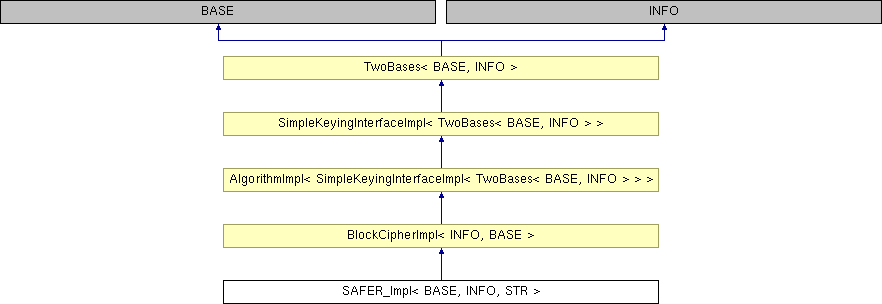 BASE
INFO
TwoBases< BASE, INFO >
SimpleKeyingInterfaceImpl< TwoBases< BASE, INFO > >
AlgorithmImpl< SimpleKeyingInterfaceImpl< TwoBases< BASE, INFO > > >
BlockCipherImpl< INFO, BASE >
SAFER_Impl< BASE, INFO, STR >